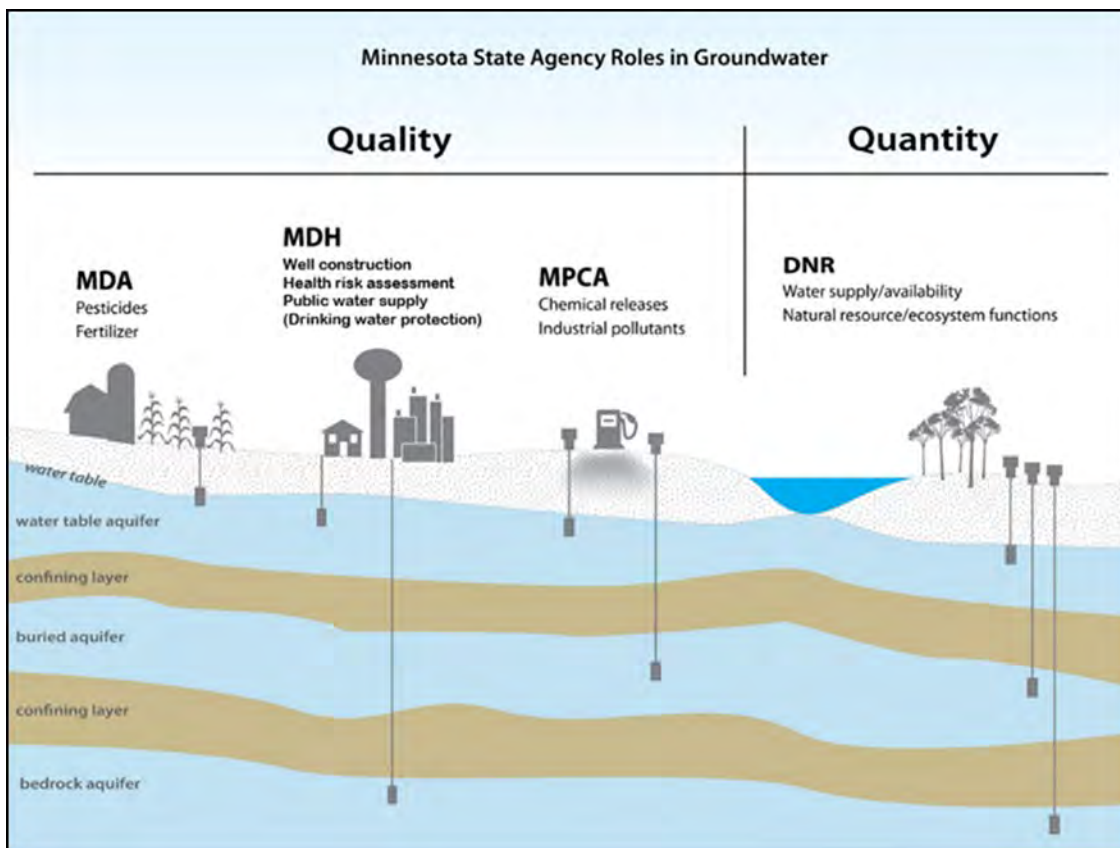 Minnesota State Agency Roles in Groundwater
Quality
Quantity
MDA
Pesticides
Fertilizer
MDH
Well construction
Health risk assessment
Public water supply
(Drinking water protection)
MPCA
Chemical releases
Industrial pollutants
DNR
Water supply/availability
Natural resource/ecosystem functions
water table
water table aquifer
confining layer
buried aquifer
confining layer
bedrock aquifer